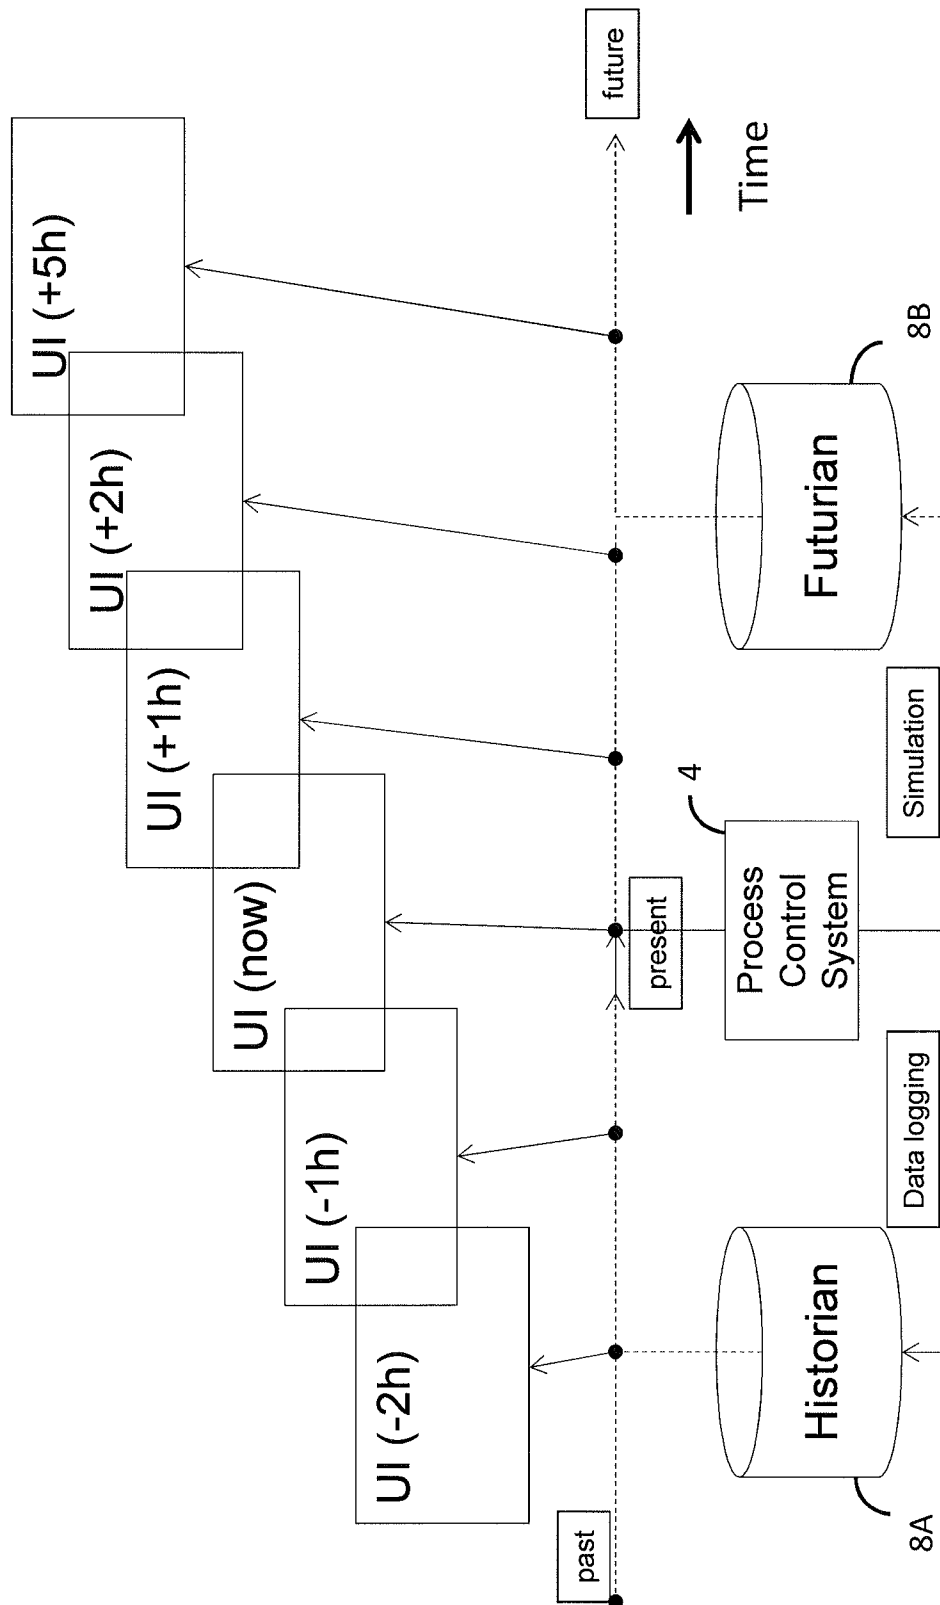 UI (-2h)
UI (-1h)
UI (now)
UI (+1h)
UI (+2h)
UI (+5h)
past
present
future
Time
8A
Historian
Data logging
Process
Control
System
4
Simulation
Futurian
8B